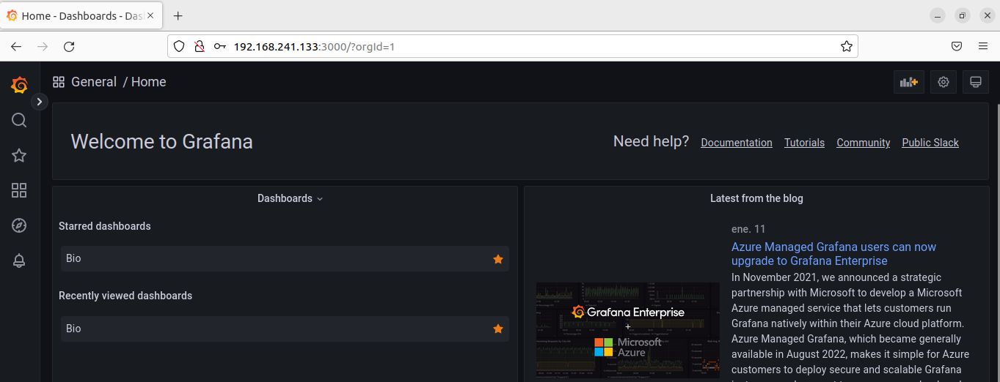 Home - Dashboards - Das
192.168.241.133:3000/?orgId=1
General / Home
Welcome to Grafana
Need help? Documentation Tutorials Community Public Slack
Dashboards
Starred dashboards
Bio
Recently viewed dashboards
Bio
Latest from the blog
ene. 11
Azure Managed Grafana users can now
upgrade to Grafana Enterprise
In November 2021, we announced a strategic
partnership with Microsoft to develop a Microsoft
Azure managed service that lets customers run
Grafana natively within their Azure cloud platform.
Azure Managed Grafana, which became generally
available in August 2022, makes it simple for Azure
customers to deploy secure and scalable Grafana
Grafana Enterprise
+
Microsoft
Azure